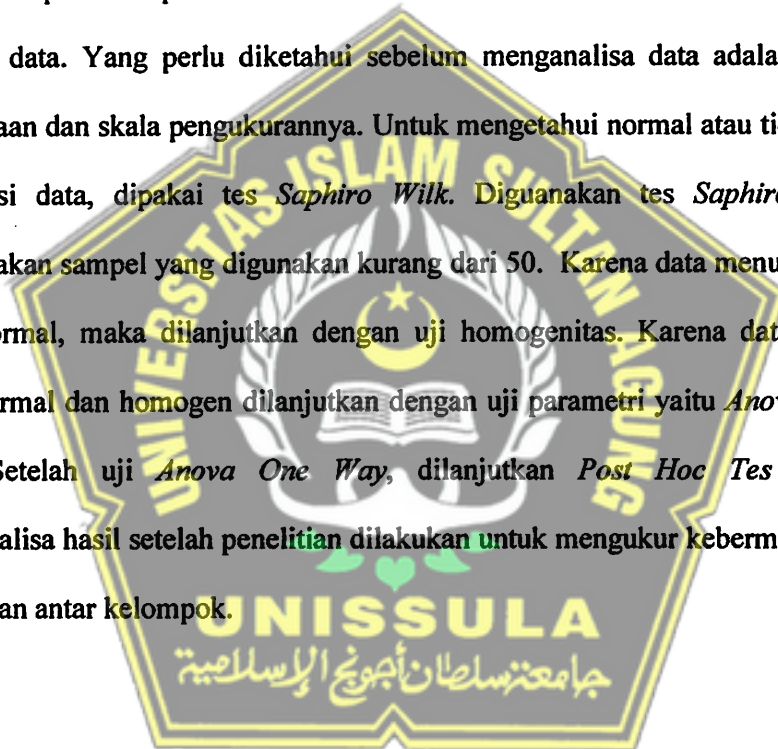 data. Yang perlu diketahui sebelum menganalisa data adala
aan dan skala pengukurannya. Untuk mengetahui normal atau ti
si data, dipakai tes Saphiro Wilk. Diguanakan tes Saphiro
akan sampel yang digunakan kurang dari 50. Karena data menu
rmal, maka dilanjutkan dengan uji homogenitas. Karena dat
rmal dan homogen dilanjutkan dengan uji parametri yaitu Anov
Setelah uji Anova One Way, dilanjutkan Post Hoc Tes
alisa hasil setelah penelitian dilakukan untuk mengukur keberm
an antar kelompok.
UNIVERSITAS ISLAM SULTAN AGUNG
UNISSULA
جامعة سلطان أجونج الإسلامية